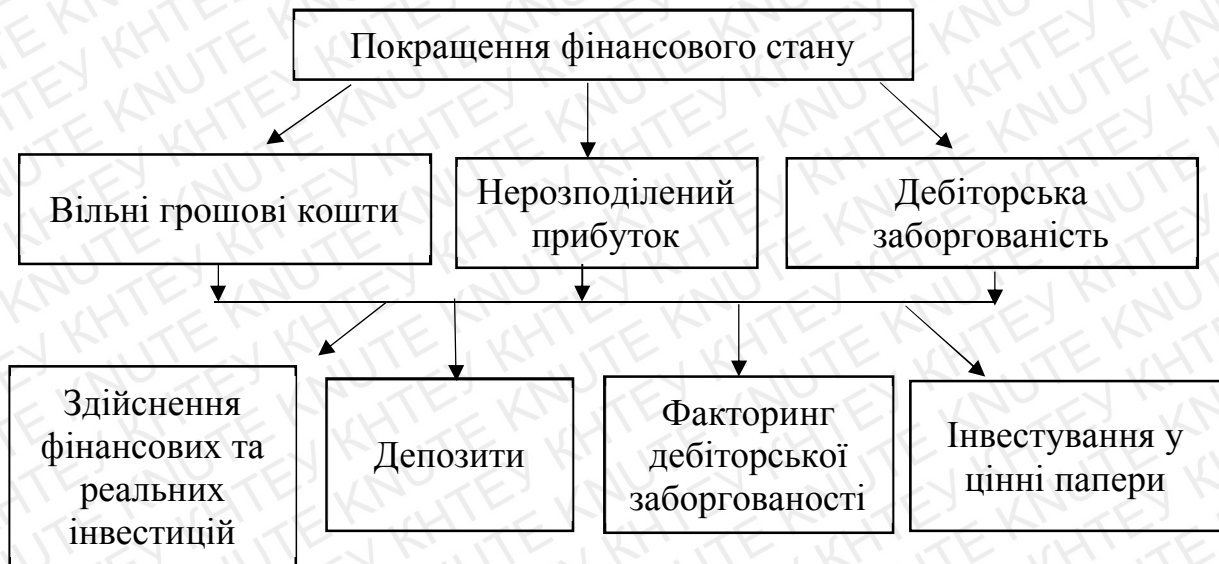 Покращення фінансового стану
Вільні грошові кошти
Нерозподілений
прибуток
Дебіторська
заборгованість
Здійснення
фінансових та
реальних
інвестицій
Депозити
Факторинг
дебіторської
заборгованості
Інвестування у
цінні папери